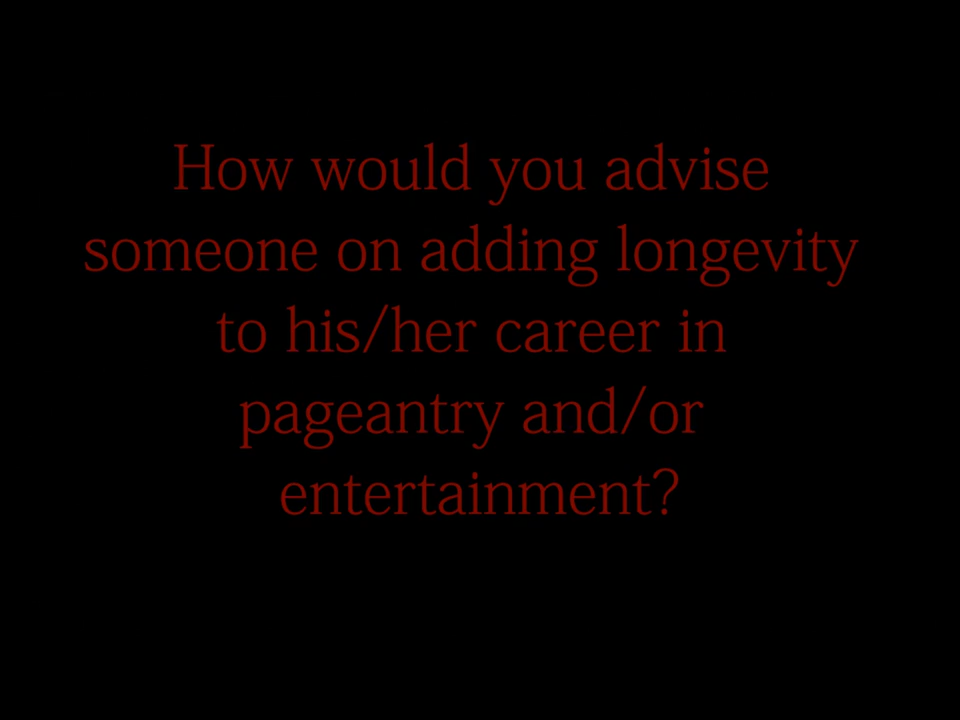 How would you advise
someone on adding longevity
to his/her career in
pageantry and/or
entertainment?